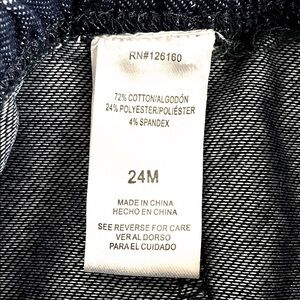 RN#126160
72% COTTON/ALGODÓN
24% POLYESTER/POLIÉSTER
4% SPANDEX
24M
MADE IN CHINA
HECHO EN CHINA
SEE REVERSE FOR CARE
VER AL DORSO
PARA EL CUIDADO